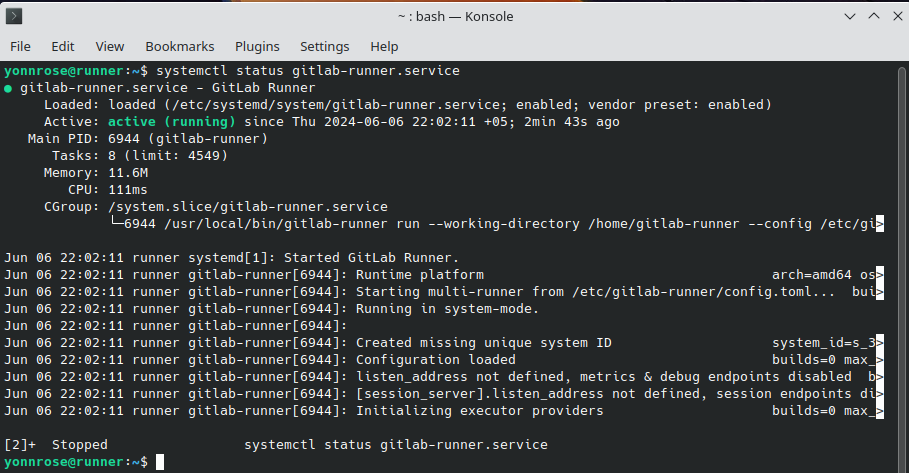 ~ : bash — Konsole
File Edit View Bookmarks Plugins Settings Help
yonnrose@runner:~$ systemctl status gitlab-runner.service
● gitlab-runner.service - GitLab Runner
Loaded: loaded (/etc/systemd/system/gitlab-runner.service; enabled; vendor preset: enabled)
Active: active (running) since Thu 2024-06-06 22:02:11 +05; 2min 43s ago
Main PID: 6944 (gitlab-runner)
Tasks: 8 (limit: 4549)
Memory: 11.6M
CPU: 111ms
CGroup: /system.slice/gitlab-runner.service
└─6944 /usr/local/bin/gitlab-runner run --working-directory /home/gitlab-runner --config /etc/gi>
Jun 06 22:02:11 runner systemd[1]: Started GitLab Runner.
Jun 06 22:02:11 runner gitlab-runner[6944]: Runtime platform arch=amd64 os>
Jun 06 22:02:11 runner gitlab-runner[6944]: Starting multi-runner from /etc/gitlab-runner/config.toml... bui>
Jun 06 22:02:11 runner gitlab-runner[6944]: Running in system-mode.
Jun 06 22:02:11 runner gitlab-runner[6944]:
Jun 06 22:02:11 runner gitlab-runner[6944]: Created missing unique system ID system_id=s_3>
Jun 06 22:02:11 runner gitlab-runner[6944]: Configuration loaded builds=0 max_>
Jun 06 22:02:11 runner gitlab-runner[6944]: listen_address not defined, metrics & debug endpoints disabled b>
Jun 06 22:02:11 runner gitlab-runner[6944]: [session_server].listen_address not defined, session endpoints di>
Jun 06 22:02:11 runner gitlab-runner[6944]: Initializing executor providers builds=0 max_>
[2]+ Stopped systemctl status gitlab-runner.service
yonnrose@runner:~$